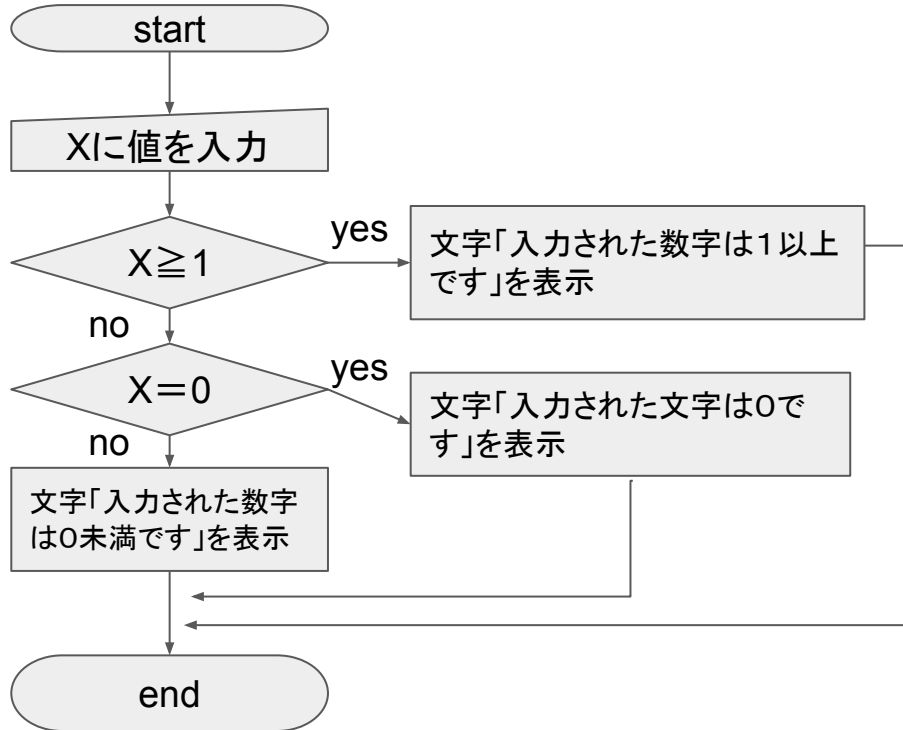 start
Xに値を入力
X≧1
yes
文字「入力された数字は1以上
です」を表示
no
X＝0
yes
文字「入力された文字は0で
す」を表示
no
文字「入力された数字
は0未満です」を表示
end